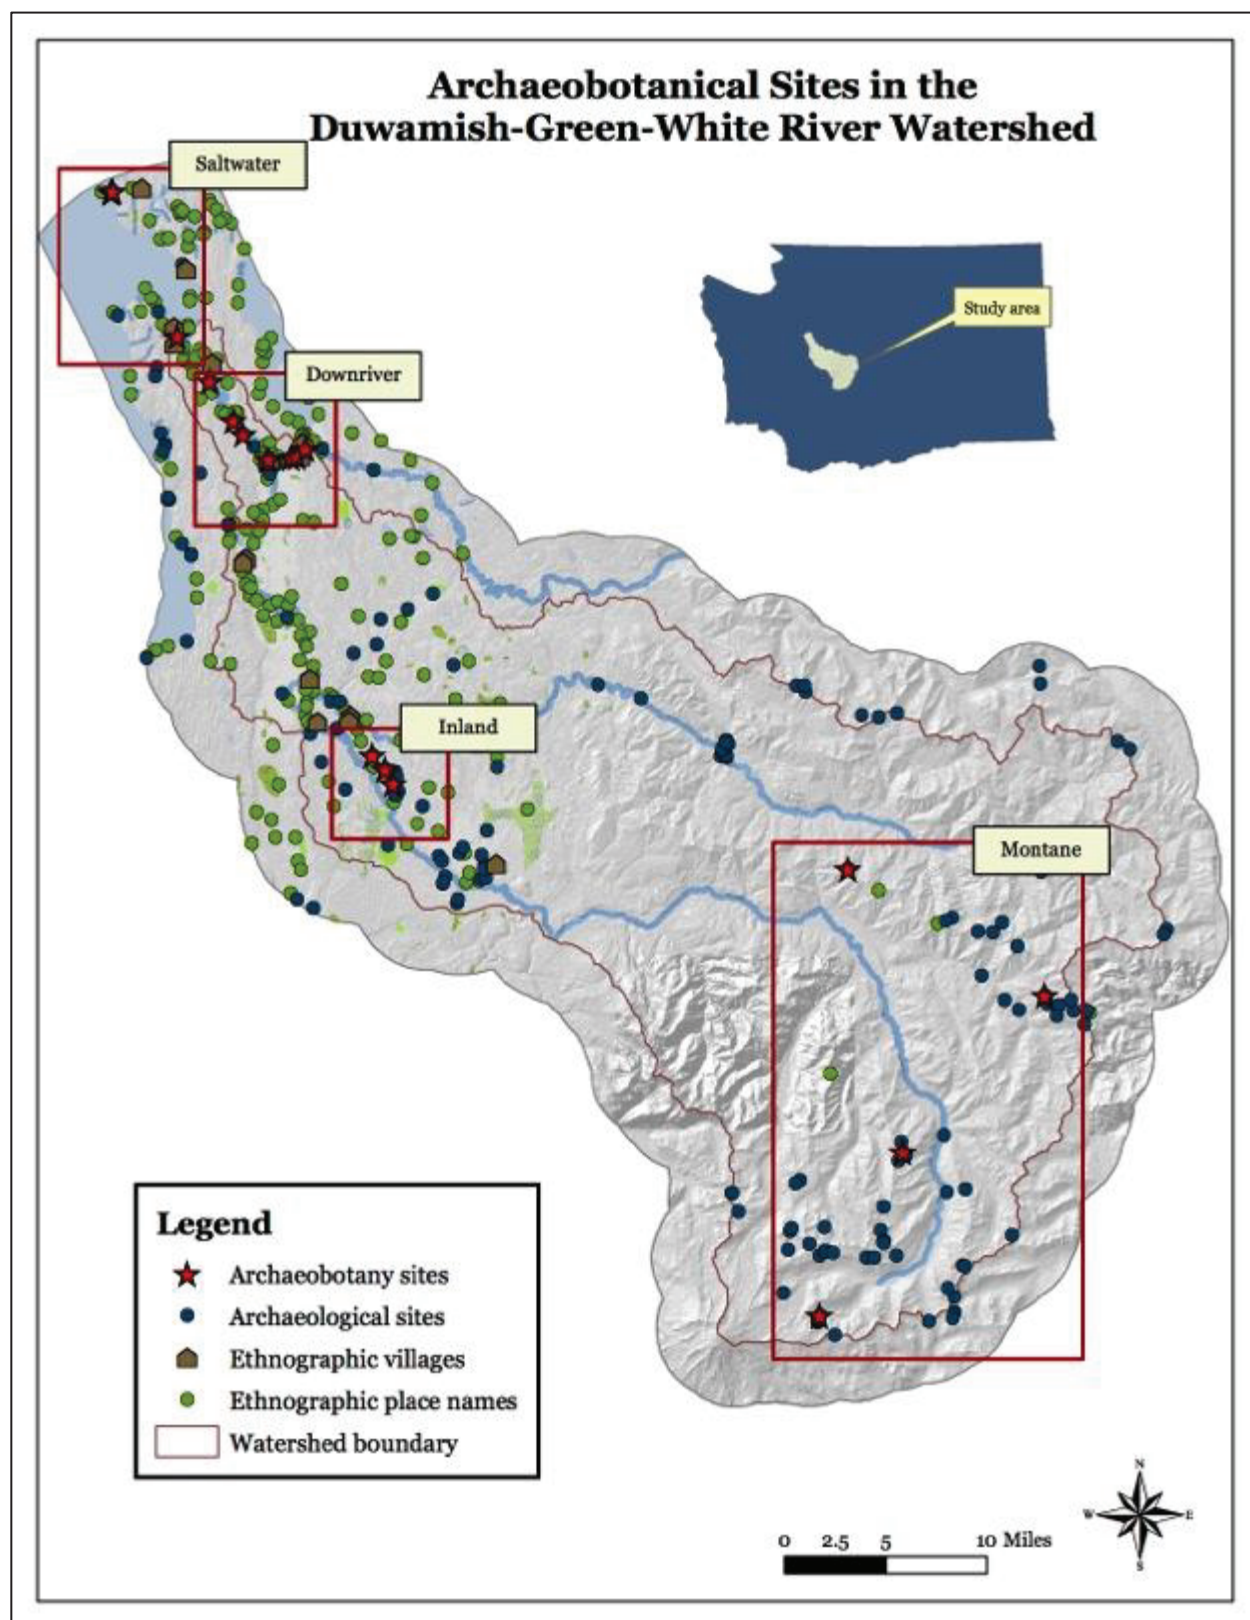 Archaeobotanical Sites in the
Duwamish-Green-White River Watershed
Saltwater
Study area
Downriver
Inland
Montane
Legend
Archaeobotany sites
Archaeological sites
Ethnographic villages
Ethnographic place names
Watershed boundary
N
W E
S
0 2.5 5 10 Miles